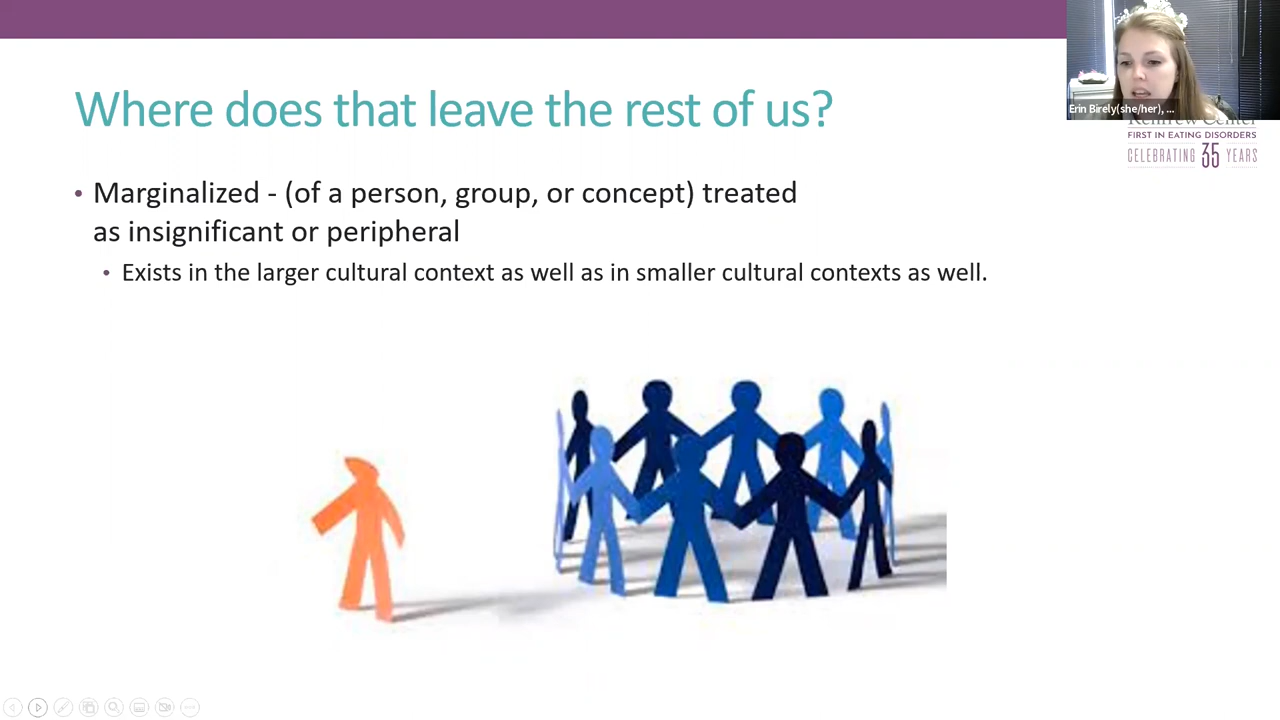 Where does that leave the rest of us?
• Marginalized - (of a person, group, or concept) treated
as insignificant or peripheral
• Exists in the larger cultural context as well as in smaller cultural contexts as well.
Erin Birely(she/her), ...
Renfrew Center
FIRST IN EATING DISORDERS
CELEBRATING 35 YEARS